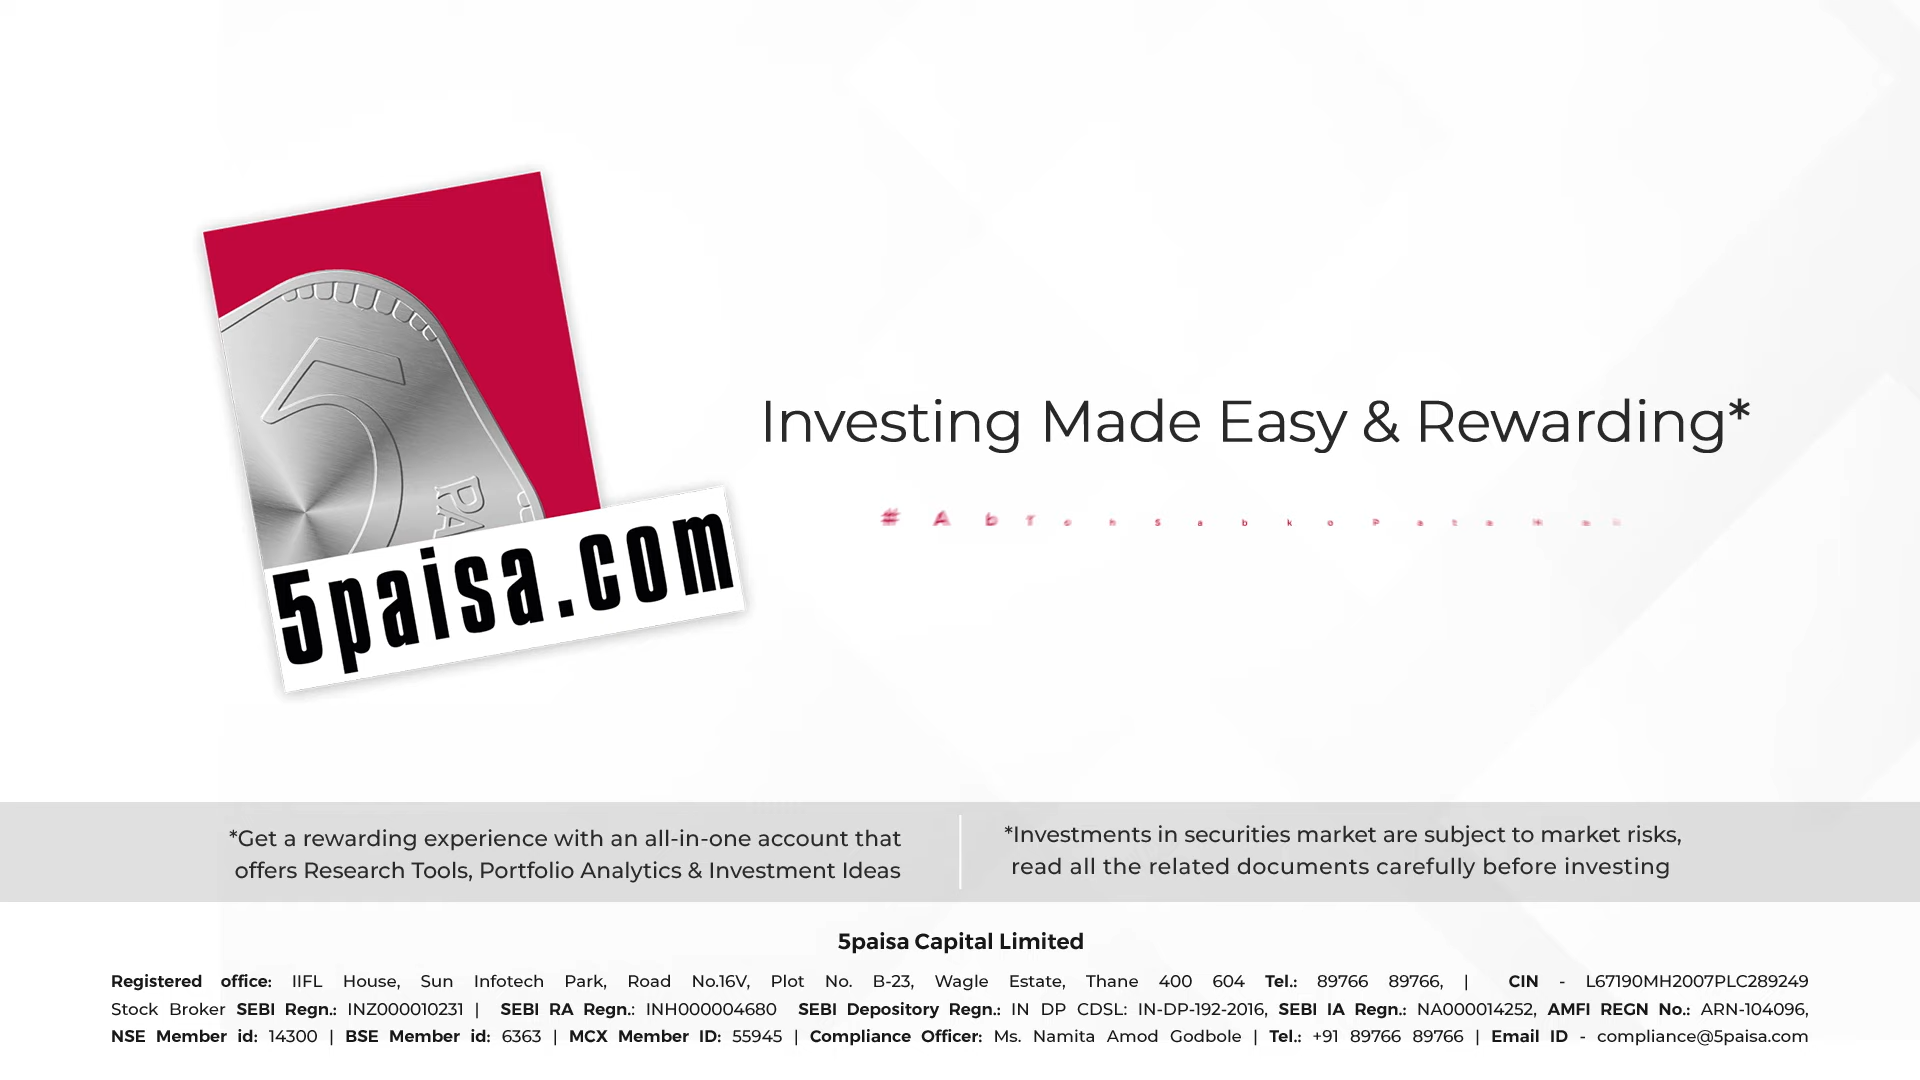 PA
5paisa.com
Investing Made Easy & Rewarding*
*Get a rewarding experience with an all-in-one account that
offers Research Tools, Portfolio Analytics & Investment Ideas
*Investments in securities market are subject to market risks,
read all the related documents carefully before investing
5paisa Capital Limited
Registered office: IIFL House, Sun Infotech Park, Road No.16V, Plot No. B-23, Wagle Estate, Thane 400 604 Tel.: 89766 89766, | CIN - L67190MH2007PLC289249
Stock Broker SEBI Regn.: INZ000010231 | SEBI RA Regn.: INH000004680 SEBI Depository Regn.: IN DP CDSL: IN-DP-192-2016, SEBI IA Regn.: NA000014252, AMFI REGN No.: ARN-104096,
NSE Member id: 14300 | BSE Member id: 6363 | MCX Member ID: 55945 | Compliance Officer: Ms. Namita Amod Godbole | Tel.: +91 89766 89766 | Email ID - compliance@5paisa.com